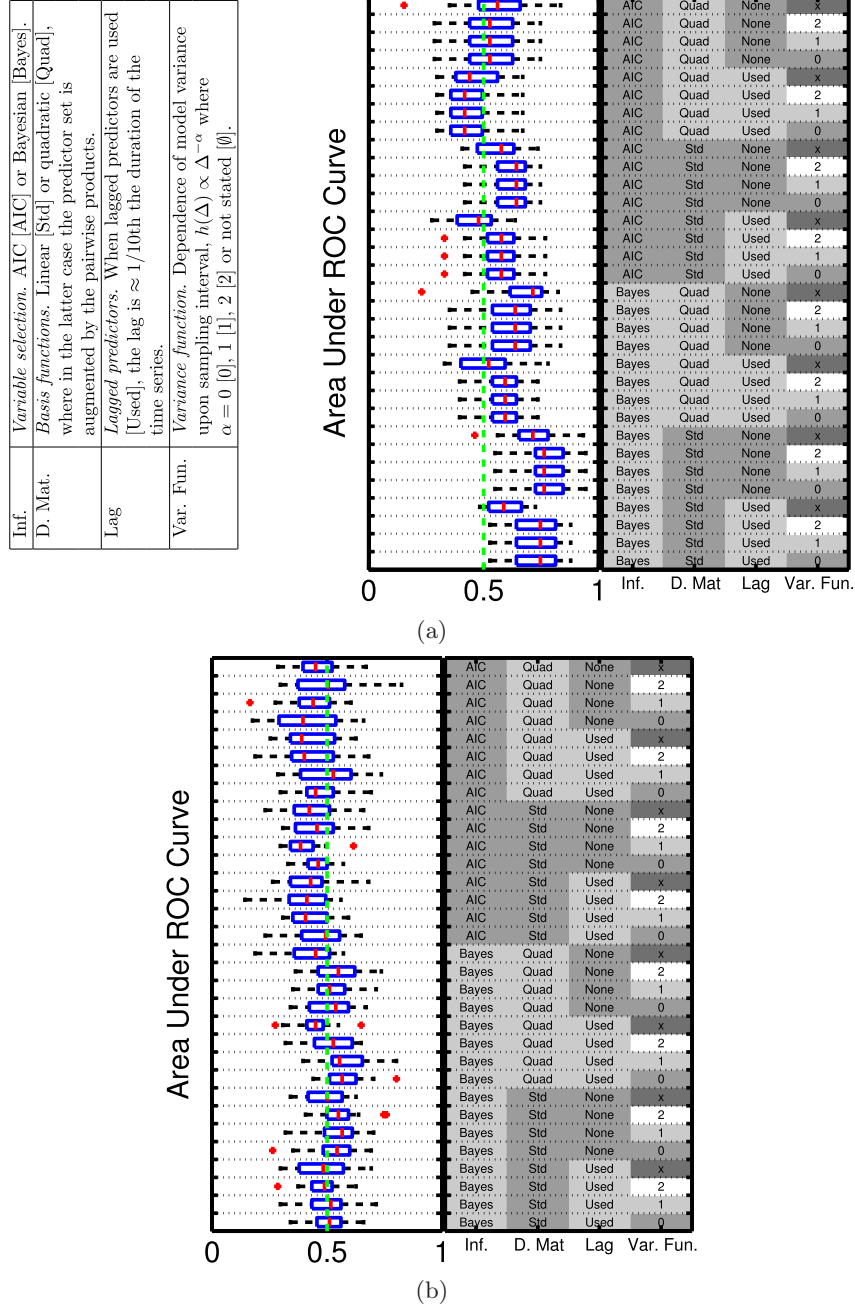 Inf. Variable selection. AIC [AIC] or Bayesian [Bayes].
D. Mat. Basis functions. Linear [Std] or quadratic [Quad],
where in the latter case the predictor set is
augmented by the pairwise products.
Lag Lagged predictors. When lagged predictors are used
[Used], the lag is ≈ 1/10th the duration of the
time series.
Var. Fun. Variance function. Dependence of model variance
upon sampling interval, h(Δ) ∝ Δ^{-α} where
α = 0 [0], 1 [1], 2 [2] or not stated [∅].
Area Under ROC Curve
AIC Quad None x
AIC Quad None 2
AIC Quad None 1
AIC Quad None 0
AIC Quad Used x
AIC Quad Used 2
AIC Quad Used 1
AIC Quad Used 0
AIC Std None x
AIC Std None 2
AIC Std None 1
AIC Std None 0
AIC Std Used x
AIC Std Used 2
AIC Std Used 1
AIC Std Used 0
Bayes Quad None x
Bayes Quad None 2
Bayes Quad None 1
Bayes Quad None 0
Bayes Quad Used x
Bayes Quad Used 2
Bayes Quad Used 1
Bayes Quad Used 0
Bayes Std None x
Bayes Std None 2
Bayes Std None 1
Bayes Std None 0
Bayes Std Used x
Bayes Std Used 2
Bayes Std Used 1
Bayes Std Used 0
0 0.5 1 Inf. D. Mat Lag Var. Fun.
(a)
Area Under ROC Curve
AIC Quad None x
AIC Quad None 2
AIC Quad None 1
AIC Quad None 0
AIC Quad Used x
AIC Quad Used 2
AIC Quad Used 1
AIC Quad Used 0
AIC Std None x
AIC Std None 2
AIC Std None 1
AIC Std None 0
AIC Std Used x
AIC Std Used 2
AIC Std Used 1
AIC Std Used 0
Bayes Quad None x
Bayes Quad None 2
Bayes Quad None 1
Bayes Quad None 0
Bayes Quad Used x
Bayes Quad Used 2
Bayes Quad Used 1
Bayes Quad Used 0
Bayes Std None x
Bayes Std None 2
Bayes Std None 1
Bayes Std None 0
Bayes Std Used x
Bayes Std Used 2
Bayes Std Used 1
Bayes Std Used 0
0 0.5 1 Inf. D. Mat Lag Var. Fun.
(b)